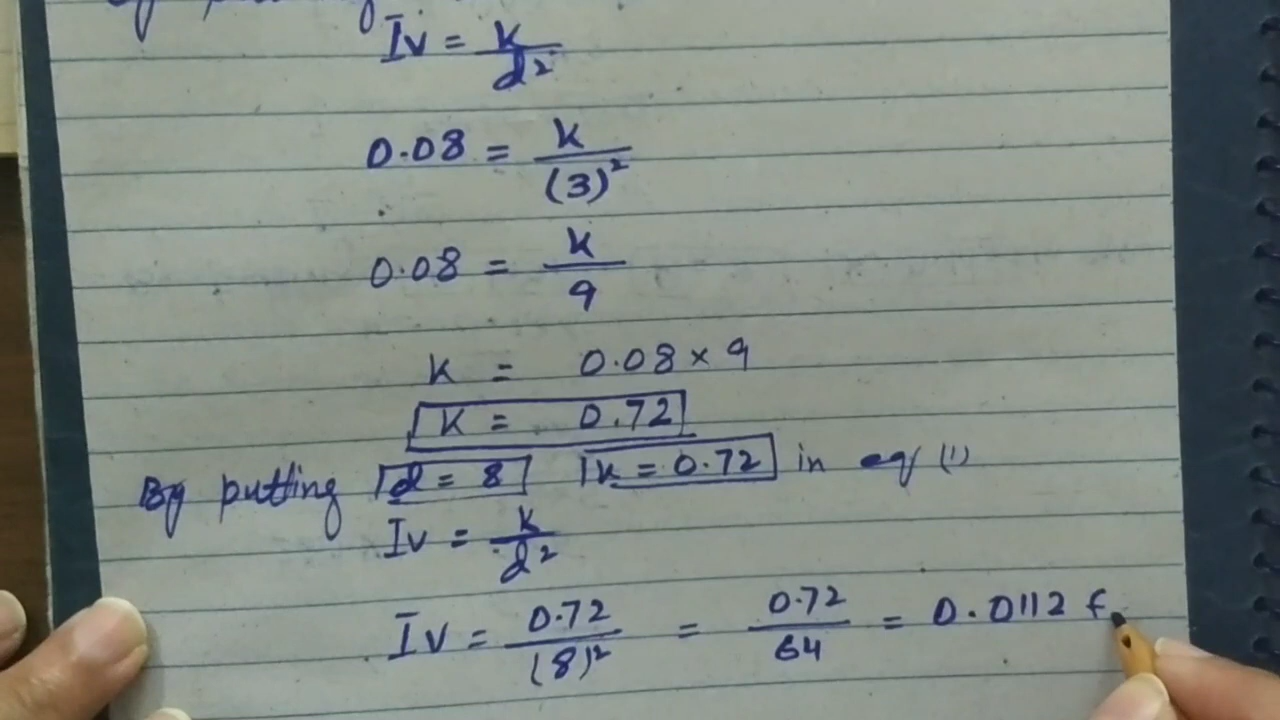 Iv = k/d²
0.08 = k/(3)²
0.08 = k/9
k = 0.08 × 9
k = 0.72
By putting d = 8 k = 0.72 in eq (1)
Iv = k/d²
Iv = 0.72/(8)² = 0.72/64 = 0.0112 f